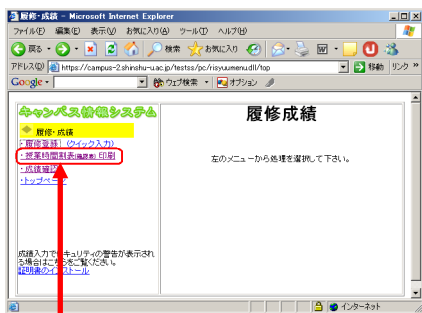 履修・成績 - Microsoft Internet Explorer
ファイル(F) 編集(E) 表示(V) お気に入り(A) ツール(T) ヘルプ(H)
戻る 検索 お気に入り
アドレス(D) https://campus-2.shinshu-u.ac.jp/testss/pc/risyuumenu.dll/top 移動 リンク »
Google ウェブ検索 オプション
キャンパス情報システム
履修・成績
・履修登録 (クイック入力)
・授業時間割表(確認表) 印刷
・成績確認
・トップページ
成績入力でセキュリティの警告が表示され
る場合はこちらをご覧ください。
証明書のインストール
履修成績
左のメニューから処理を選択して下さい。
インターネット